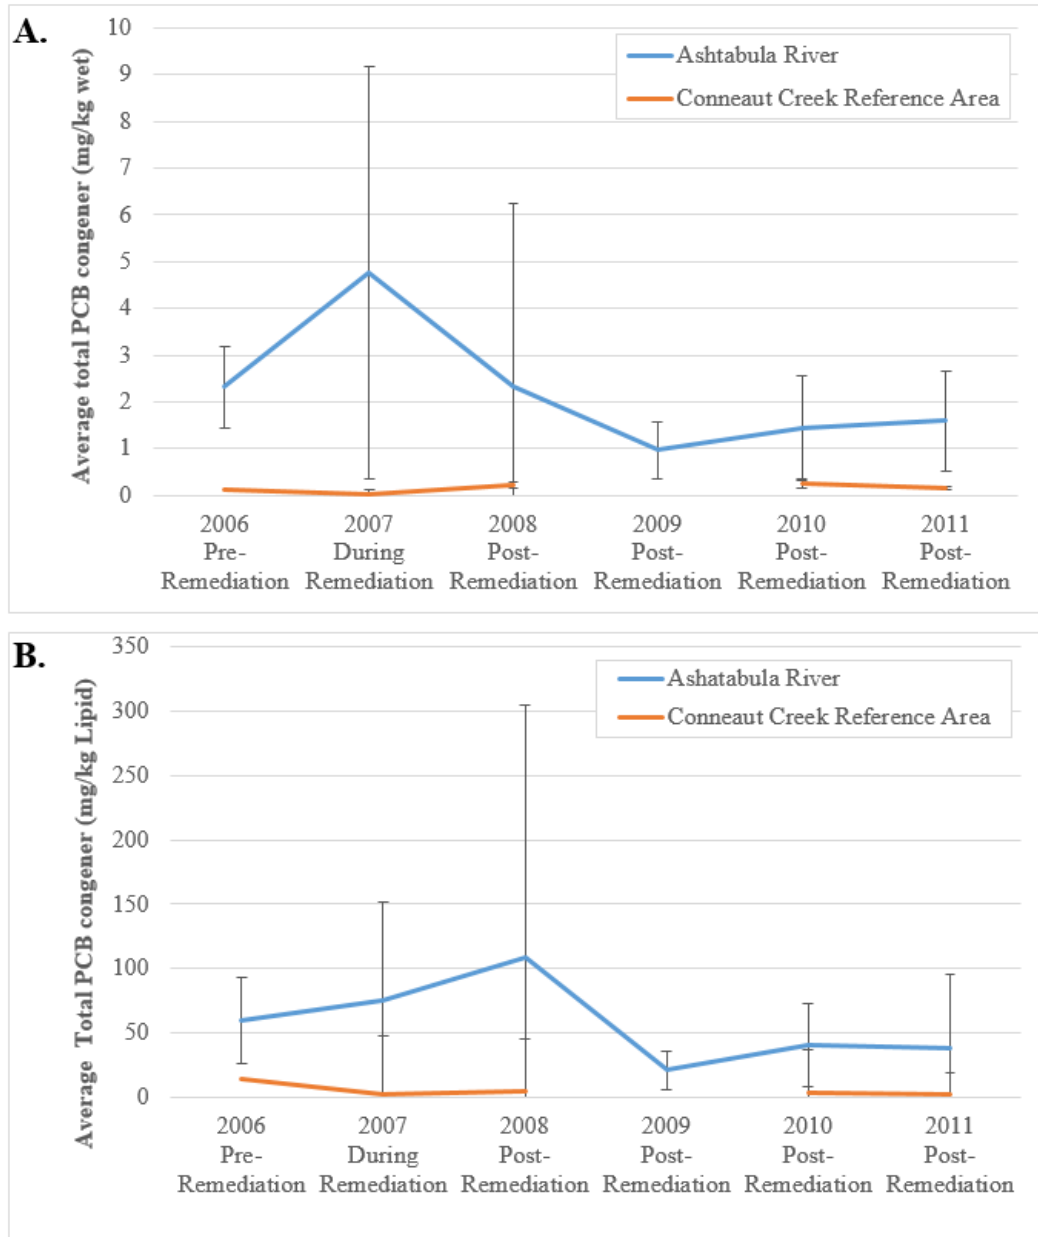 A.
Average total PCB congener (mg/kg wet)
10
9
8
7
6
5
4
3
2
1
0
Ashtabula River
Conneaut Creek Reference Area
2006 2007 2008 2009 2010 2011
Pre- During Post- Post- Post- Post-
Remediation Remediation Remediation Remediation Remediation Remediation
B.
Average Total PCB congener (mg/kg Lipid)
350
300
250
200
150
100
50
0
Ashatabula River
Conneaut Creek Reference Area
2006 2007 2008 2009 2010 2011
Pre- During Post- Post- Post- Post-
Remediation Remediation Remediation Remediation Remediation Remediation